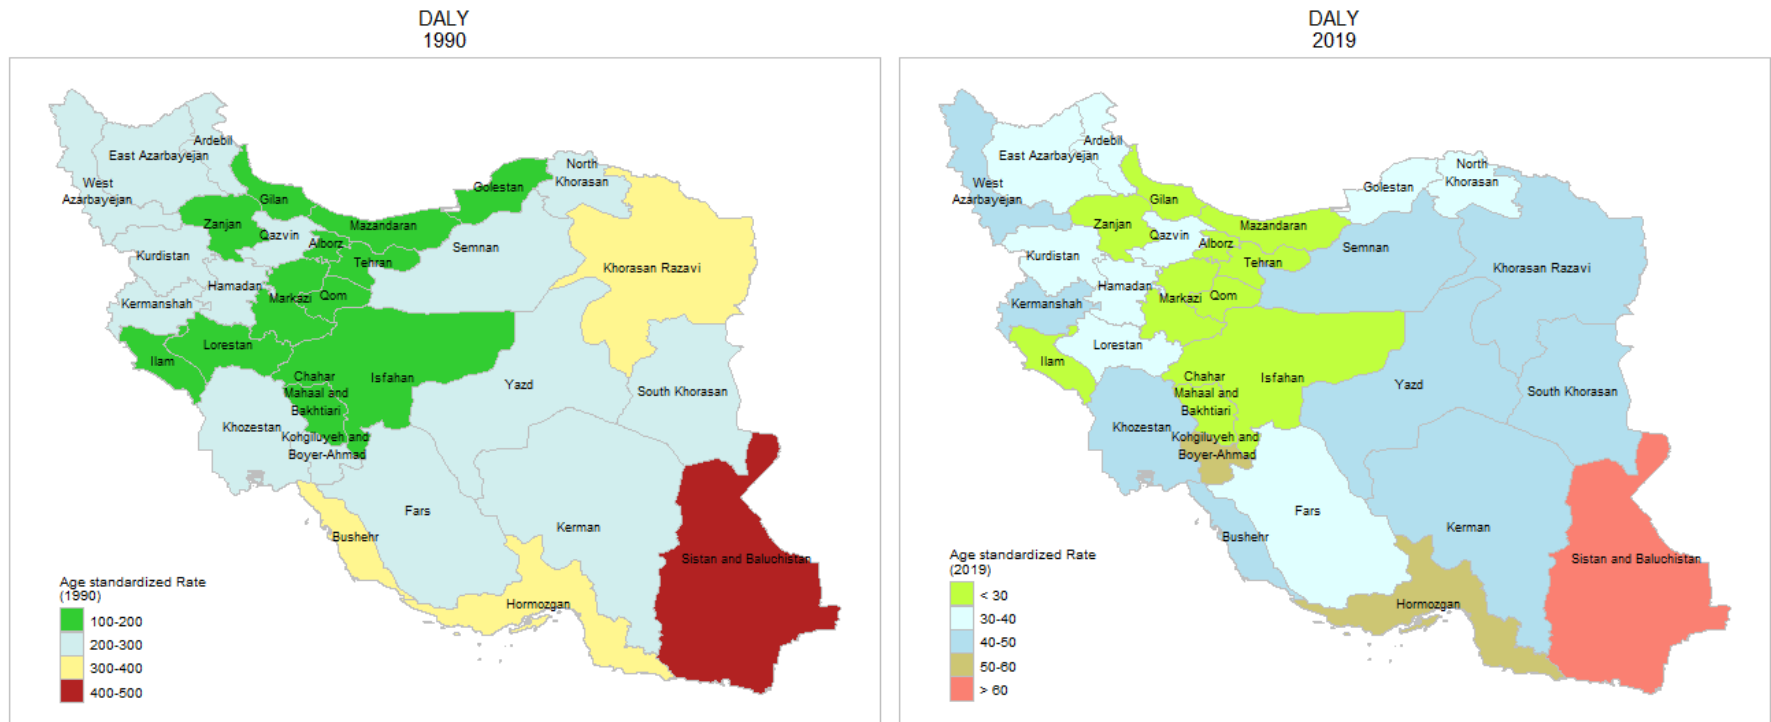 DALY
1990
Ardebil
East Azarbayejan
North
Khorasan
West
Azarbayejan
Golestan
Gilan
Zanjan
Mazandaran
Qazvin
Alborz
Semnan
Kurdistan
Tehran
Khorasan Razavi
Hamadan
Markazi
Qom
Kermanshah
Lorestan
Ilam
Chahar
Mahaal and
Bakhtiari
Isfahan
Yazd
South Khorasan
Khozestan
Kohgiluyeh and
Boyer-Ahmad
Fars
Kerman
Bushehr
Sistan and Baluchistan
Hormozgan
Age standardized Rate
(1990)
100-200
200-300
300-400
400-500
DALY
2019
Ardebil
East Azarbayejan
North
Khorasan
West
Azarbayejan
Golestan
Gilan
Zanjan
Mazandaran
Qazvin
Alborz
Semnan
Kurdistan
Tehran
Khorasan Razavi
Hamadan
Markazi
Qom
Kermanshah
Lorestan
Ilam
Chahar
Mahaal and
Bakhtiari
Isfahan
Yazd
South Khorasan
Khozestan
Kohgiluyeh and
Boyer-Ahmad
Fars
Kerman
Bushehr
Sistan and Baluchistan
Hormozgan
Age standardized Rate
(2019)
< 30
30-40
40-50
50-60
> 60